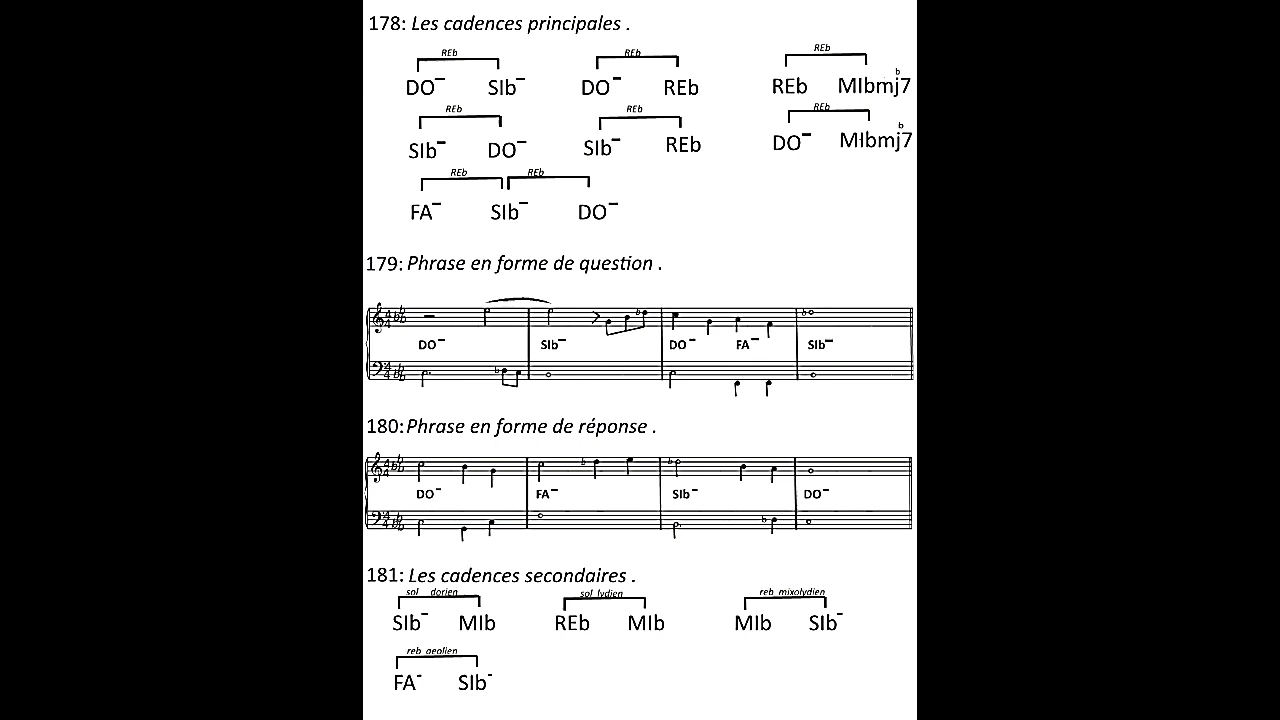 178: Les cadences principales .
REb REb REb
DO– SIb– DO– REb REb MIbmj7b
REb REb REb
SIb– DO– SIb– REb DO– MIbmj7b
REb REb
FA– SIb– DO–
179: Phrase en forme de question .
DO– SIb– DO– FA– SIb–
180: Phrase en forme de réponse .
DO– FA– SIb– DO–
181: Les cadences secondaires .
sol dorien sol lydien reb mixolydien
SIb– MIb REb MIb MIb SIb–
reb aeolien
FA- SIb-